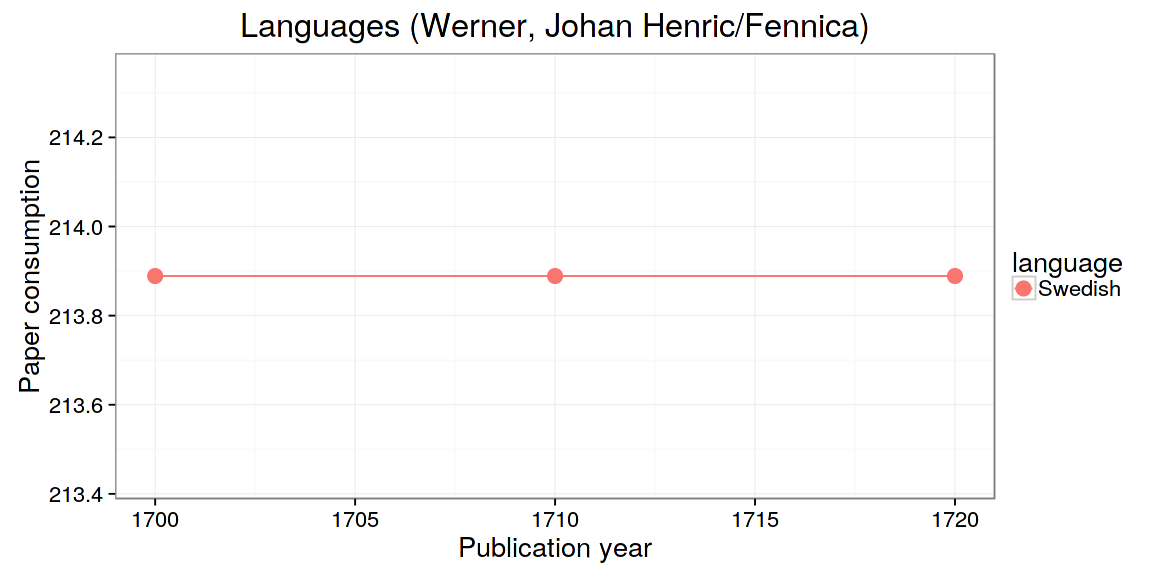 Languages (Werner, Johan Henric/Fennica)
Paper consumption
214.2
214.0
213.8
213.6
213.4
1700 1705 1710 1715 1720
Publication year
language
Swedish